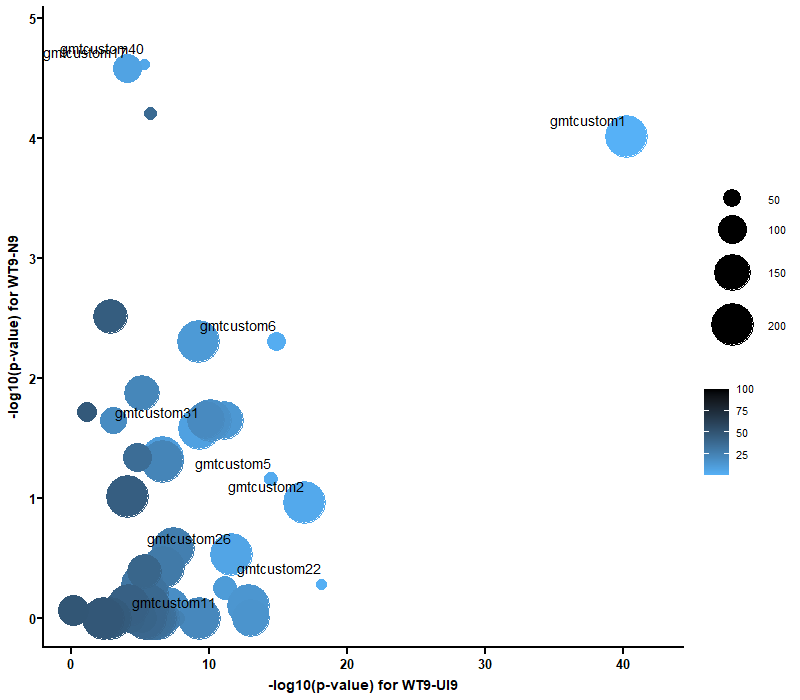 5
gmtcustom40
gmtcustom17
4
gmtcustom1
50
100
3
150
200
gmtcustom6
2
100
75
gmtcustom31
50
25
gmtcustom5
gmtcustom2
1
gmtcustom26
gmtcustom22
gmtcustom11
0
-log10(p-value) for WT9-N9
0
10
20
30
40
-log10(p-value) for WT9-UI9